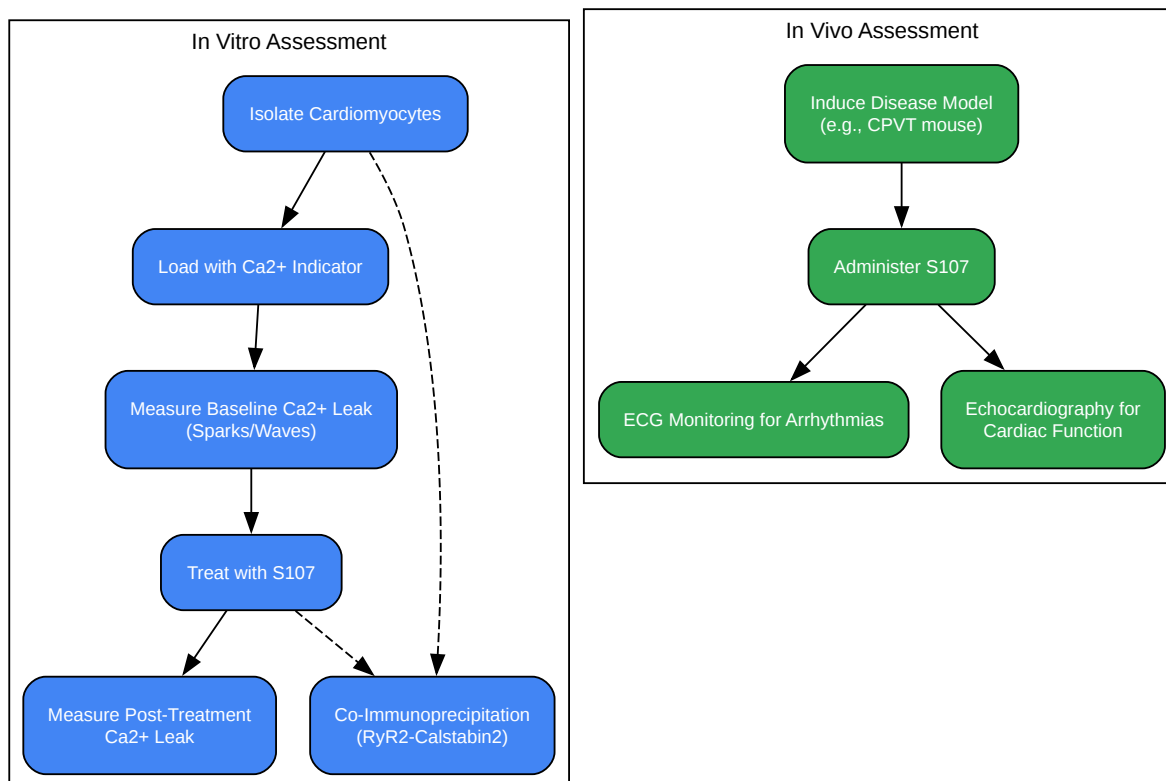 In Vitro Assessment
Isolate Cardiomyocytes
Load with Ca2+ Indicator
Measure Baseline Ca2+ Leak
(Sparks/Waves)
Treat with S107
Measure Post-Treatment
Ca2+ Leak
Co-Immunoprecipitation
(RyR2-Calstabin2)
In Vivo Assessment
Induce Disease Model
(e.g., CPVT mouse)
Administer S107
ECG Monitoring for Arrhythmias
Echocardiography for
Cardiac Function